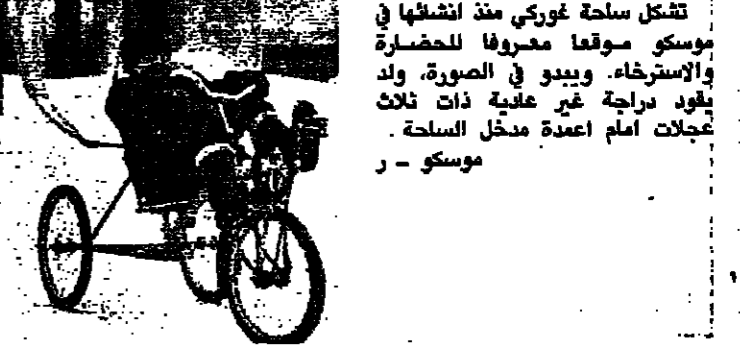 تشكل ساحة غوركي منذ انشائها في
موسكو موقعا معروفا للحضارة
والاسترخاء. ويبدو في الصورة، ولد
يقود دراجة غير عادية ذات ثلاث
عجلات امام اعمدة مدخل الساحة .
موسكو – ر